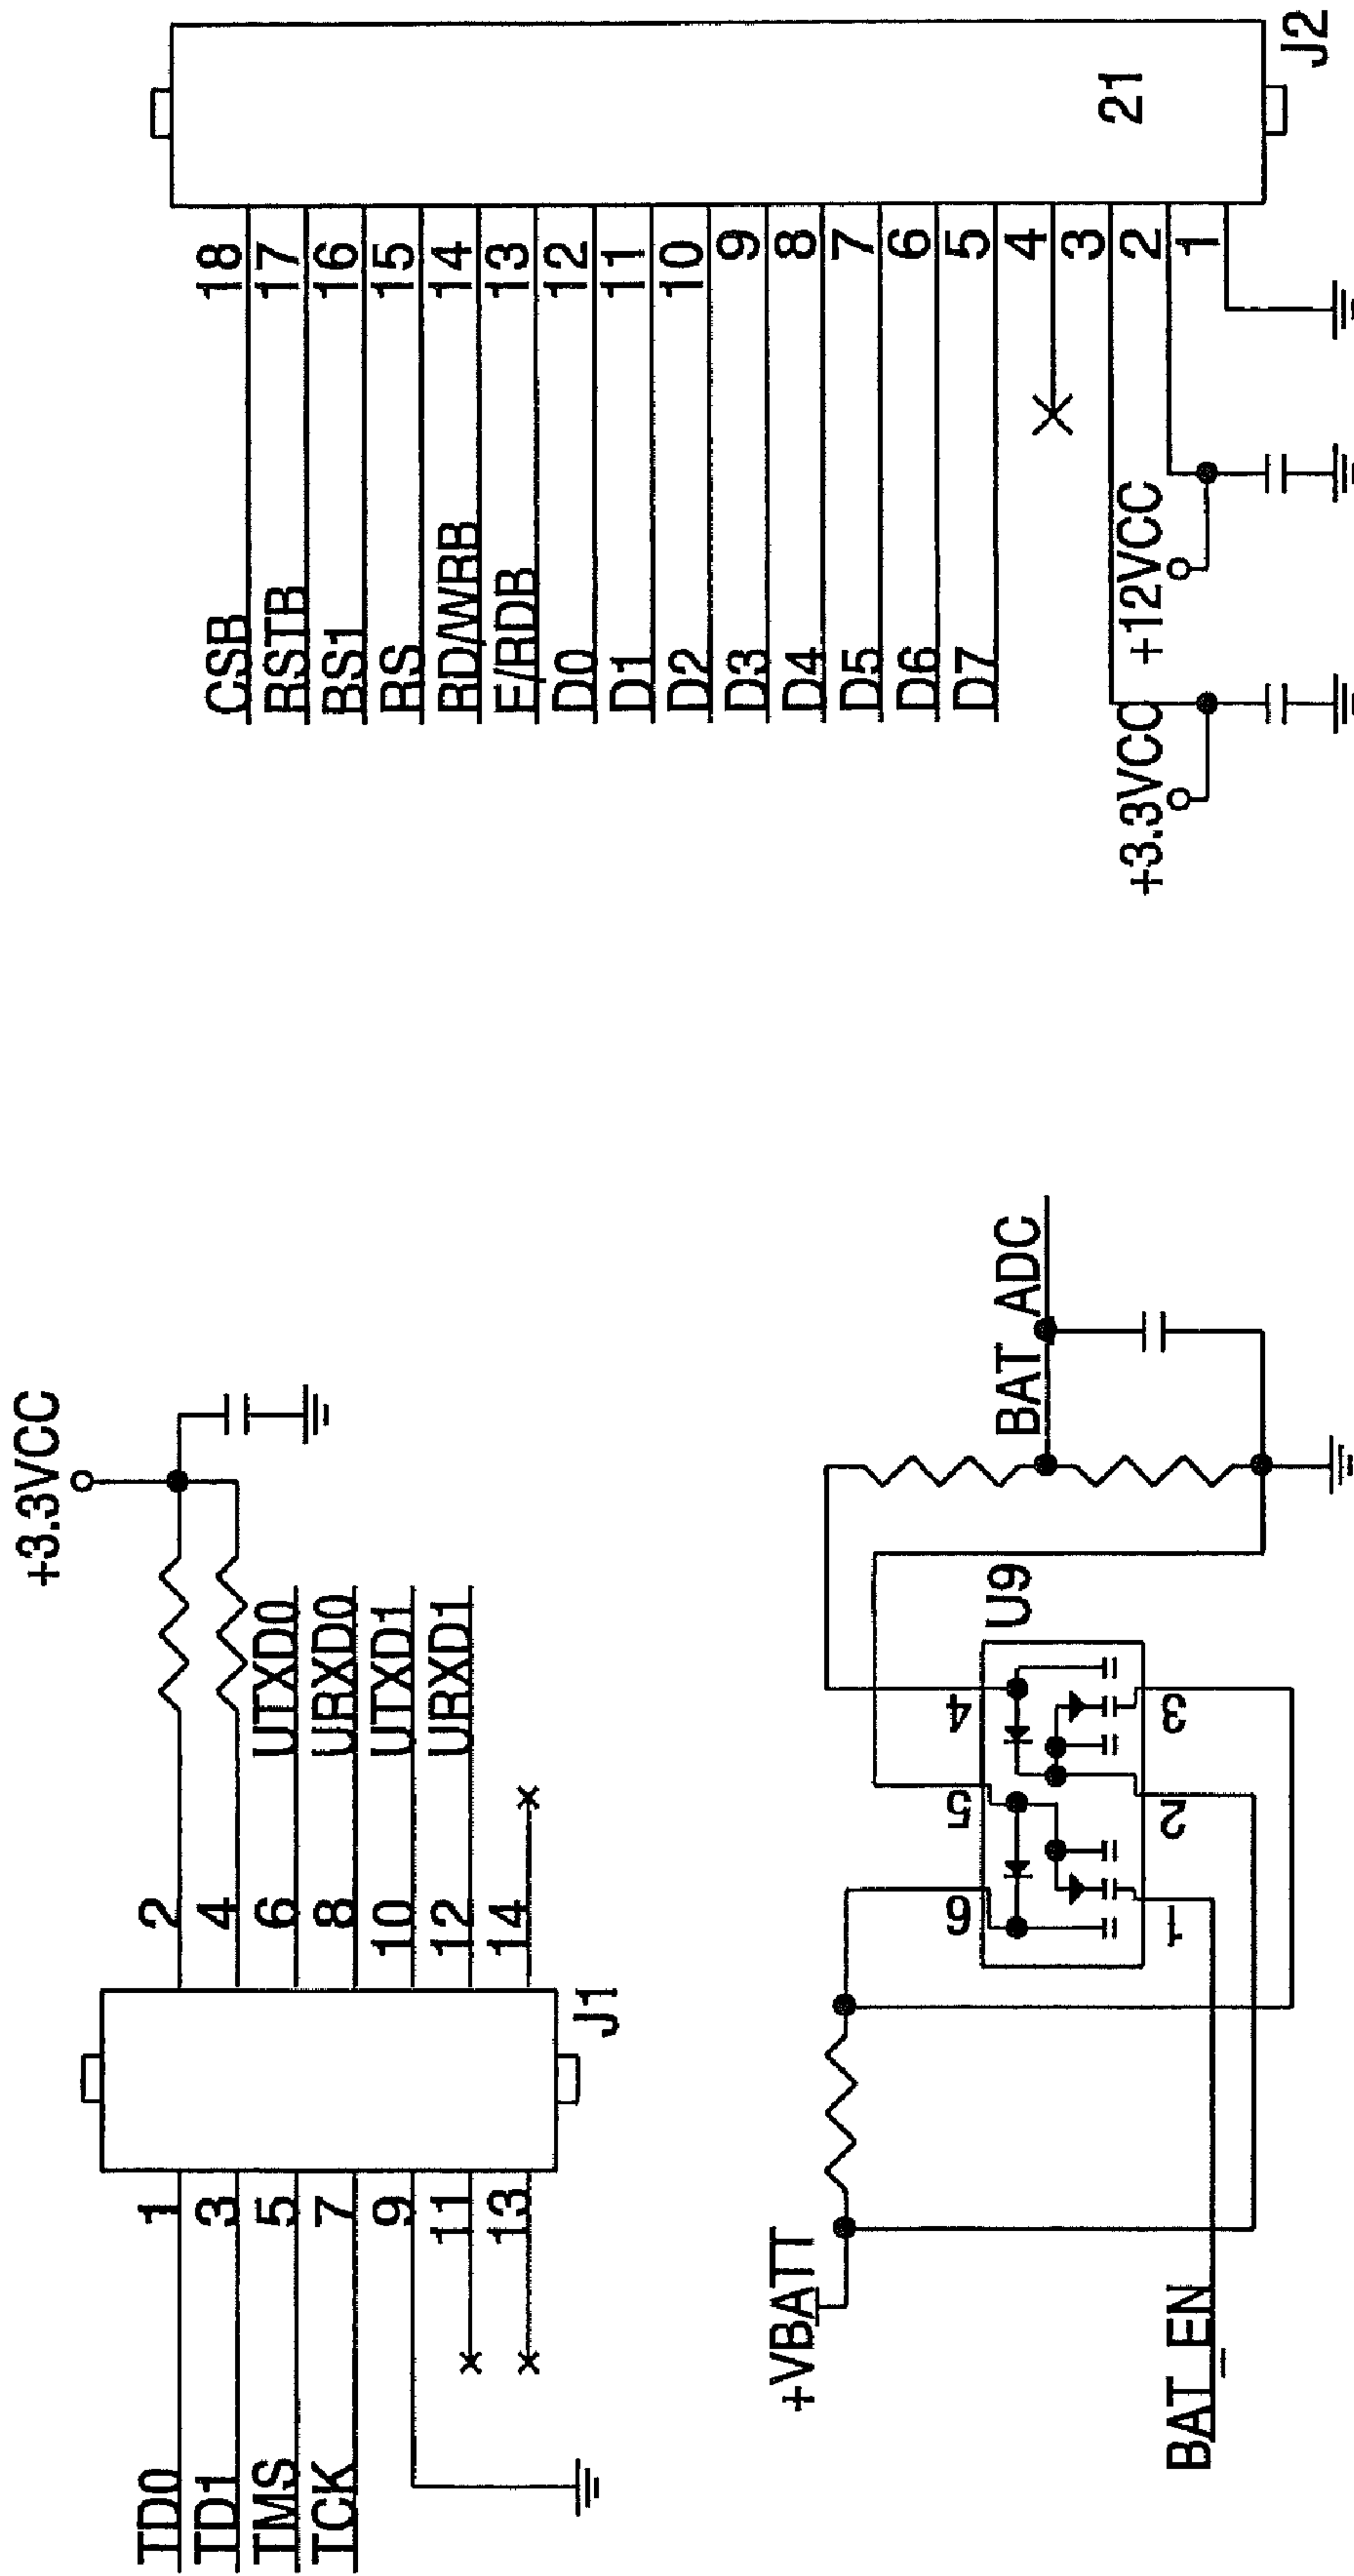 +3.3VCC
TD0 1 2
TD1 3 4
TMS 5 6 UTXD0
TCK 7 8 URXD0
9 10 UTXD1
11 12 URXD1
13 14
J1
+VBATT
BAT_EN
6 5 4
1 2 3
U9
BAT_ADC
CSB 18
RSTB 17
BS1 16
RS 15
RD/WRB 14
E/RDB 13
D0 12
D1 11
D2 10
D3 9
D4 8
D5 7
D6 6
D7 5
4
3
2
1
21
+3.3VCC +12VCC
J2